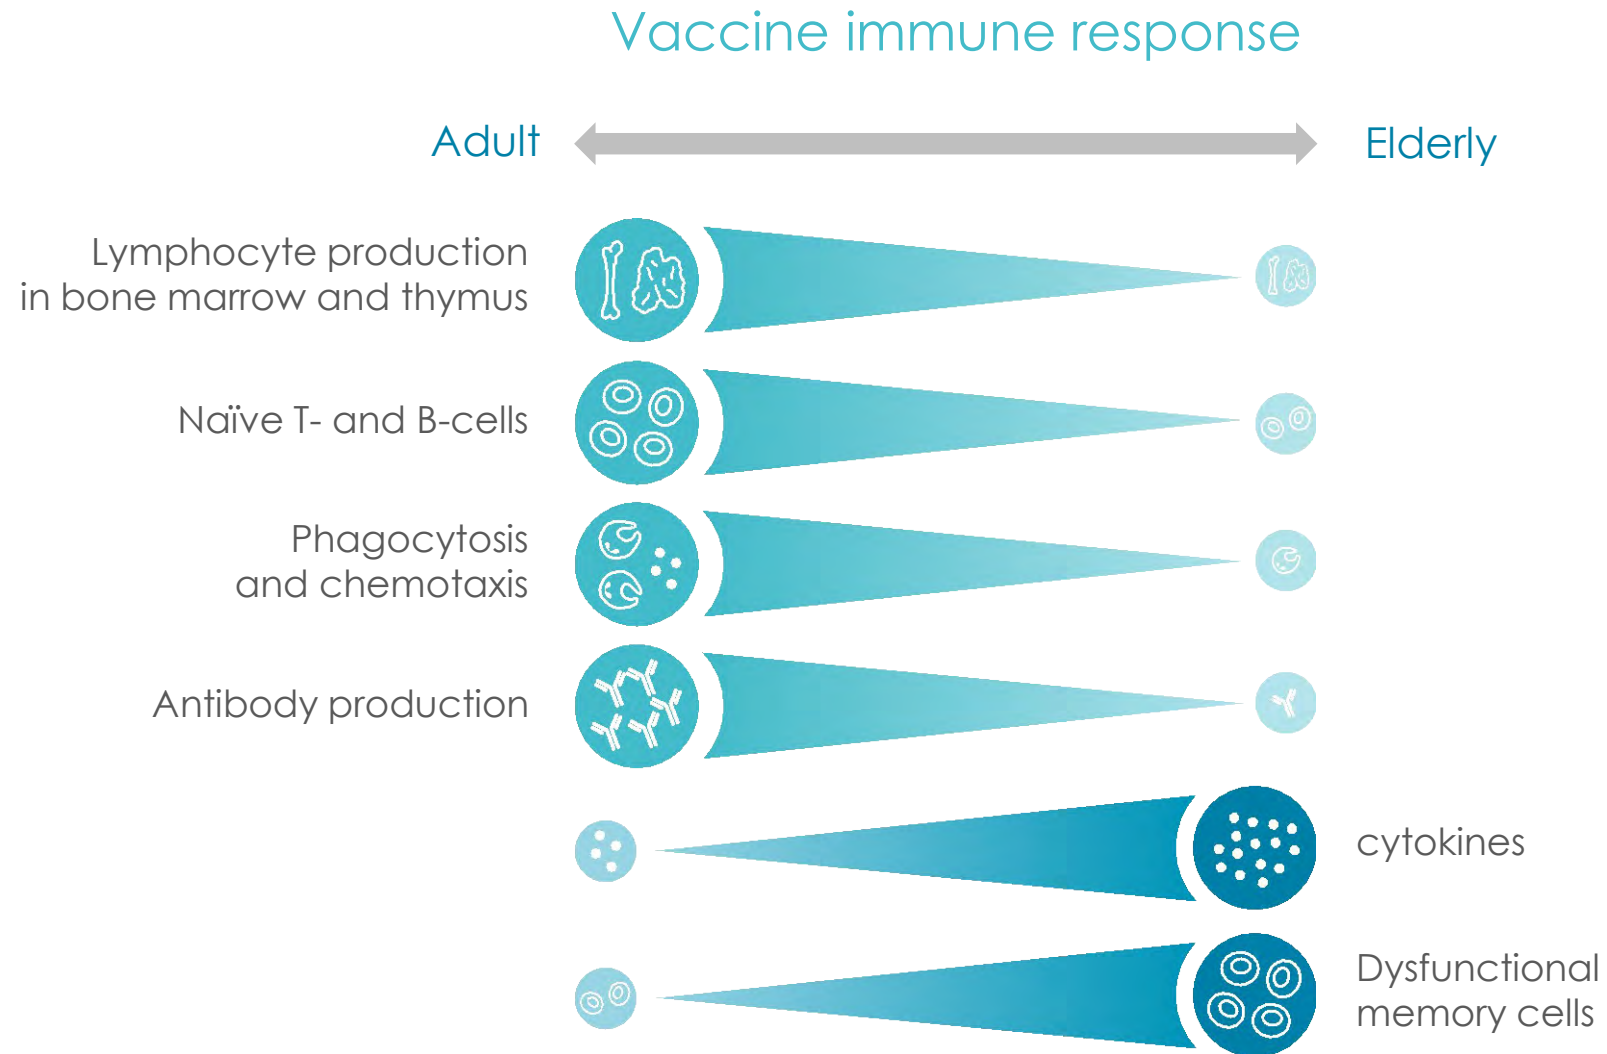 Vaccine immune response
Adult
Elderly
Lymphocyte production
in bone marrow and thymus
Naïve T- and B-cells
Phagocytosis
and chemotaxis
Antibody production
cytokines
Dysfunctional
memory cells